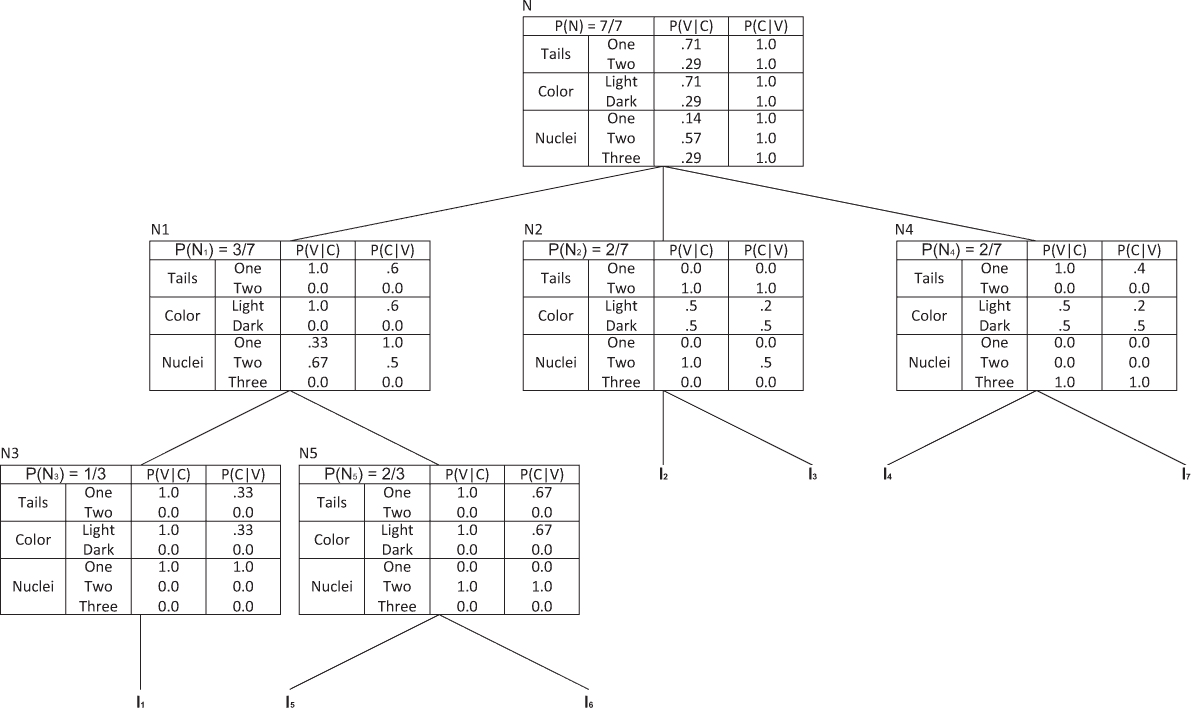 N
P(N) = 7/7 P(V|C) P(C|V)
Tails One .71 1.0
Two .29 1.0
Color Light .71 1.0
Dark .29 1.0
Nuclei One .14 1.0
Two .57 1.0
Three .29 1.0
N1
P(N₁) = 3/7 P(V|C) P(C|V)
Tails One 1.0 .6
Two 0.0 0.0
Color Light 1.0 .6
Dark 0.0 0.0
Nuclei One .33 1.0
Two .67 .5
Three 0.0 0.0
N2
P(N₂) = 2/7 P(V|C) P(C|V)
Tails One 0.0 0.0
Two 1.0 1.0
Color Light .5 .2
Dark .5 .5
Nuclei One 0.0 0.0
Two 1.0 .5
Three 0.0 0.0
N4
P(N₄) = 2/7 P(V|C) P(C|V)
Tails One 1.0 .4
Two 0.0 0.0
Color Light .5 .2
Dark .5 .5
Nuclei One 0.0 0.0
Two 0.0 0.0
Three 1.0 1.0
N3
P(N₃) = 1/3 P(V|C) P(C|V)
Tails One 1.0 .33
Two 0.0 0.0
Color Light 1.0 .33
Dark 0.0 0.0
Nuclei One 1.0 1.0
Two 0.0 0.0
Three 0.0 0.0
N5
P(N₅) = 2/3 P(V|C) P(C|V)
Tails One 1.0 .67
Two 0.0 0.0
Color Light 1.0 .67
Dark 0.0 0.0
Nuclei One 0.0 0.0
Two 1.0 1.0
Three 0.0 0.0
I₂ I₃ I₄ I₇
I₁ I₅ I₆